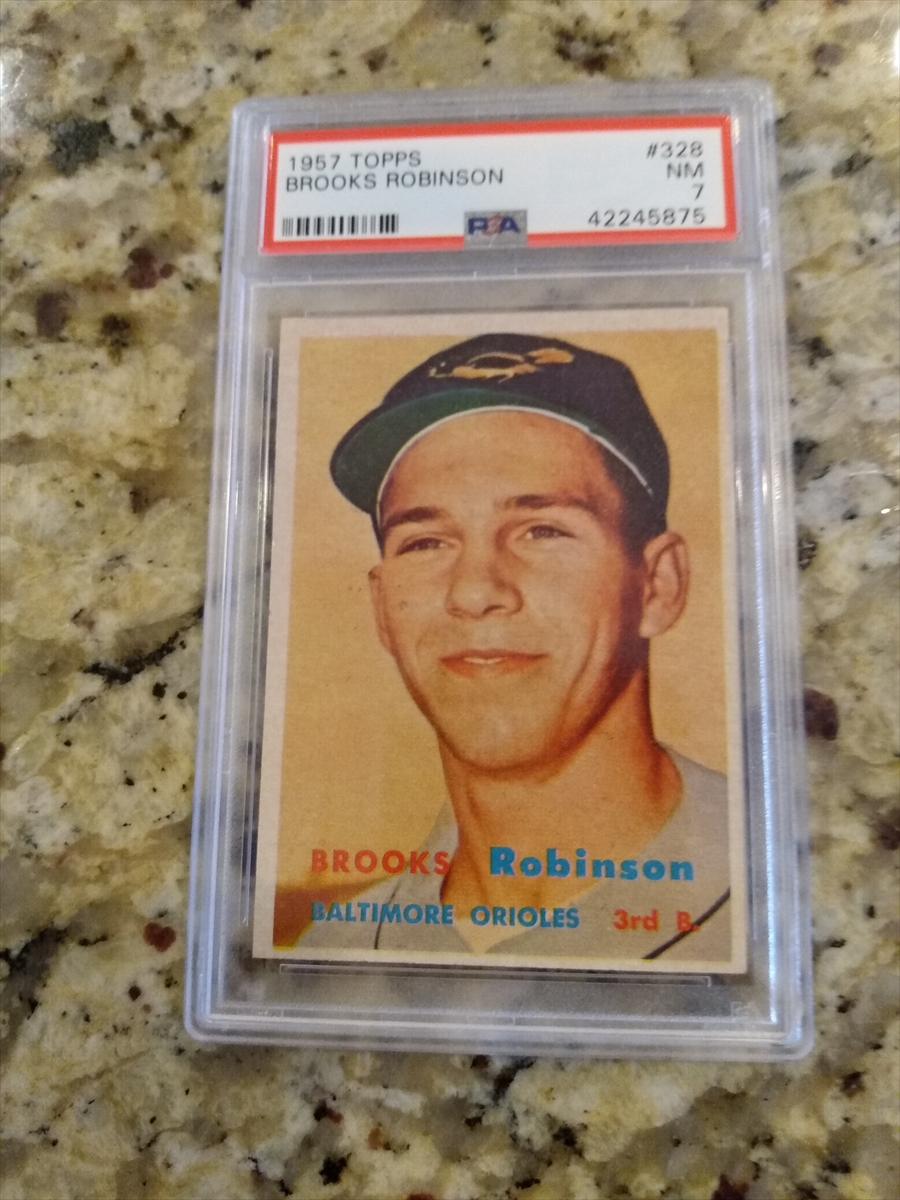 1957 TOPPS #328
BROOKS ROBINSON NM
7
PSA 42245875
BROOKS Robinson
BALTIMORE ORIOLES 3rd B.